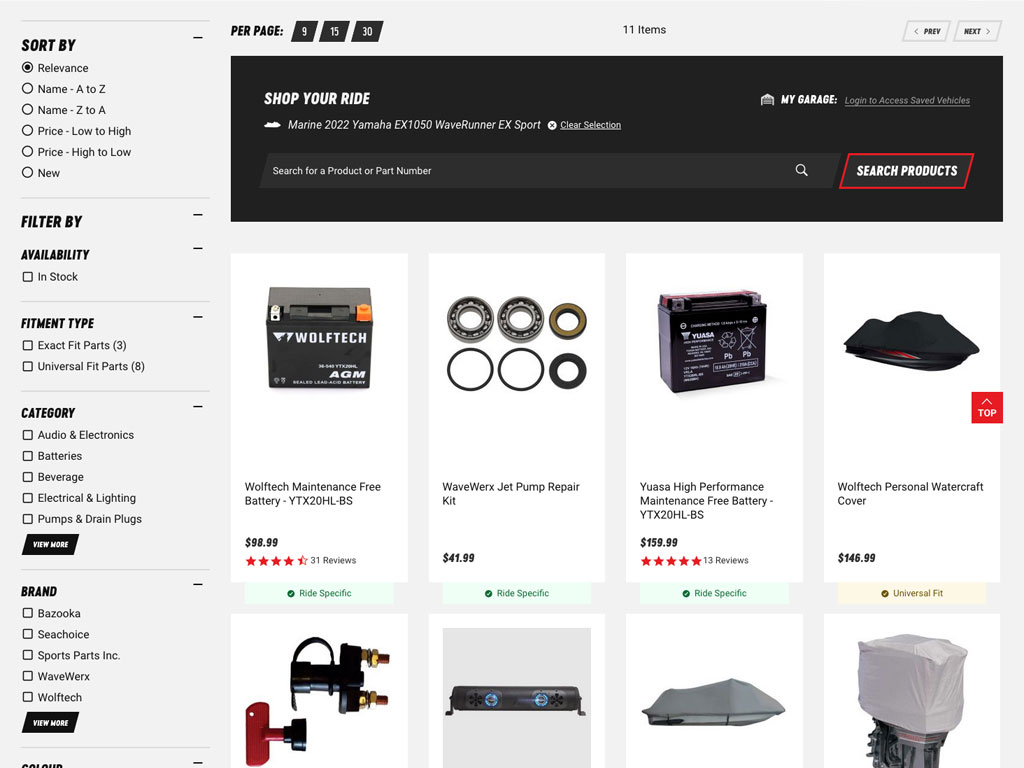 SORT BY
Relevance
Name - A to Z
Name - Z to A
Price - Low to High
Price - High to Low
New
FILTER BY
AVAILABILITY
In Stock
FITMENT TYPE
Exact Fit Parts (3)
Universal Fit Parts (8)
CATEGORY
Audio & Electronics
Batteries
Beverage
Electrical & Lighting
Pumps & Drain Plugs
VIEW MORE
BRAND
Bazooka
Seachoice
Sports Parts Inc.
WaveWerx
Wolftech
VIEW MORE
COLOUR
PER PAGE: 9 15 30
11 Items
PREV NEXT
SHOP YOUR RIDE
MY GARAGE: Login to Access Saved Vehicles
Marine 2022 Yamaha EX1050 WaveRunner EX Sport Clear Selection
Search for a Product or Part Number
SEARCH PRODUCTS
WOLFTECH
30-540 YTX20HL
AGM
SEALED LEAD-ACID BATTERY
YUASA
Pb Pb
TOP
Wolftech Maintenance Free
Battery - YTX20HL-BS
$98.99
31 Reviews
Ride Specific
WaveWerx Jet Pump Repair
Kit
$41.99
Ride Specific
Yuasa High Performance
Maintenance Free Battery -
YTX20HL-BS
$159.99
13 Reviews
Ride Specific
Wolftech Personal Watercraft
Cover
$146.99
Universal Fit